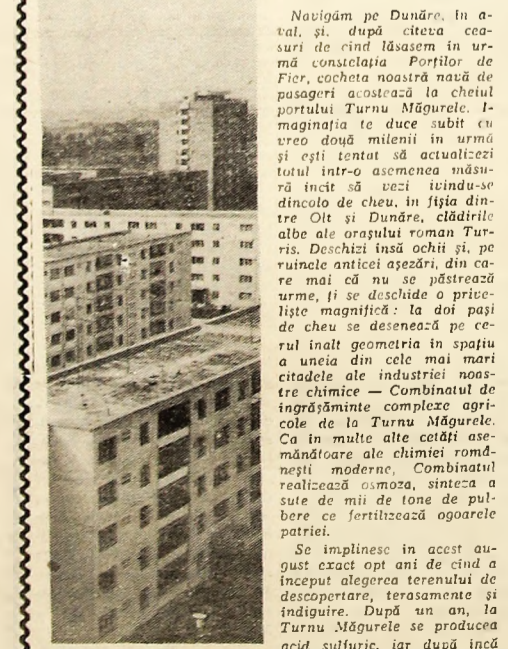 Navigăm pe Dunăre, în a-
val, și, după cîteva cea-
suri de cînd lăsasem în ur-
mă constelația Porților de
Fier, cocheta noastră navă de
pasageri acostează la cheiul
portului Turnu Măgurele. I-
maginația te duce subit cu
vreo două milenii în urmă
și ești tentat să actualizezi
totul într-o asemenea măsu-
ră încît să vezi ivindu-se
dincolo de cheu, în fîșia din-
tre Olt și Dunăre, clădirile
albe ale orașului roman Tur-
ris. Deschizi însă ochii și, pe
ruinele anticei așezări, din ca-
re mai că nu se păstrează
urme, ți se deschide o prive-
liște magnifică : la doi pași
de cheu se desenează pe ce-
rul înalt geometria în spațiu
a uneia din cele mai mari
citadele ale industriei noas-
tre chimice — Combinatul de
îngrășăminte complexe agri-
cole de la Turnu Măgurele.
Ca în multe alte cetăți ase-
mănătoare ale chimiei româ-
nești moderne, Combinatul
realizează osmoza, sinteza a
sute de mii de tone de pul-
bere ce fertilizează ogoarele
patriei.
Se împlinesc în acest au-
gust exact opt ani de cînd a
început alegerea terenului de
descopertare, terasamente și
îndiguire. După un an, la
Turnu Măgurele se producea
acid sulfuric, iar după încă